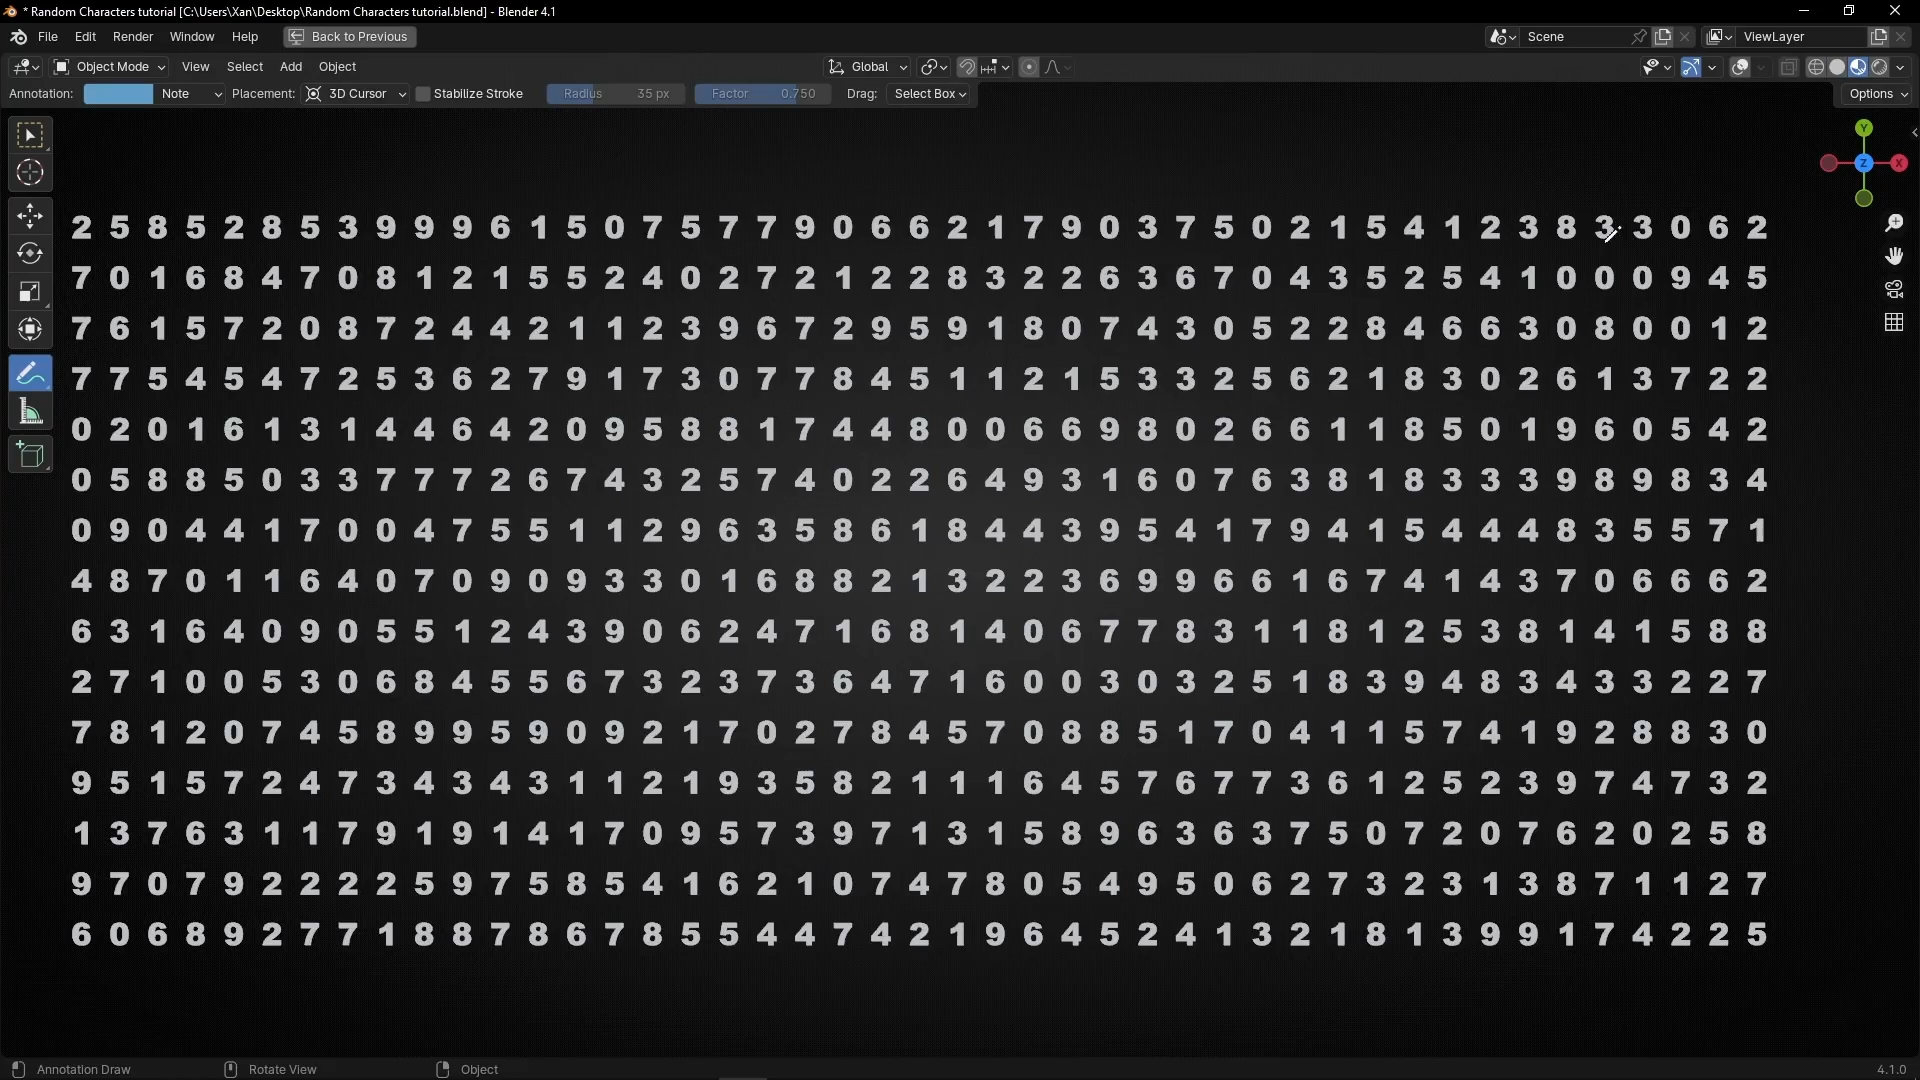 * Random Characters tutorial [C:\Users\Xan\Desktop\Random Characters tutorial.blend] - Blender 4.1
File Edit Render Window Help Back to Previous Scene ViewLayer
Object Mode View Select Add Object Global
Annotation: Note Placement: 3D Cursor Stabilize Stroke Radius 35 px Factor 0.750 Drag: Select Box Options
Y
Z X
2 5 8 5 2 8 5 3 9 9 9 6 1 5 0 7 5 7 7 9 0 6 6 2 1 7 9 0 3 7 5 0 2 1 5 4 1 2 3 8 3 3 0 6 2
7 0 1 6 8 4 7 0 8 1 2 1 5 5 2 4 0 2 7 2 1 2 2 8 3 2 2 6 3 6 7 0 4 3 5 2 5 4 1 0 0 0 9 4 5
7 6 1 5 7 2 0 8 7 2 4 4 2 1 1 2 3 9 6 7 2 9 5 9 1 8 0 7 4 3 0 5 2 2 8 4 6 6 3 0 8 0 0 1 2
7 7 5 4 5 4 7 2 5 3 6 2 7 9 1 7 3 0 7 7 8 4 5 1 1 2 1 5 3 3 2 5 6 2 1 8 3 0 2 6 1 3 7 2 2
0 2 0 1 6 1 3 1 4 4 6 4 2 0 9 5 8 8 1 7 4 4 8 0 0 6 6 9 8 0 2 6 6 1 1 8 5 0 1 9 6 0 5 4 2
0 5 8 8 5 0 3 3 7 7 7 2 6 7 4 3 2 5 7 4 0 2 2 6 4 9 3 1 6 0 7 6 3 8 1 8 3 3 3 9 8 9 8 3 4
0 9 0 4 4 1 7 0 0 4 7 5 5 1 1 2 9 6 3 5 8 6 1 8 4 4 3 9 5 4 1 7 9 4 1 5 4 4 4 8 3 5 5 7 1
4 8 7 0 1 1 6 4 0 7 0 9 0 9 3 3 0 1 6 8 8 2 1 3 2 2 3 6 9 9 6 6 1 6 7 4 1 4 3 7 0 6 6 6 2
6 3 1 6 4 0 9 0 5 5 1 2 4 3 9 0 6 2 4 7 1 6 8 1 4 0 6 7 7 8 3 1 1 8 1 2 5 3 8 1 4 1 5 8 8
2 7 1 0 0 5 3 0 6 8 4 5 5 6 7 3 2 3 7 3 6 4 7 1 6 0 0 3 0 3 2 5 1 8 3 9 4 8 3 4 3 3 2 2 7
7 8 1 2 0 7 4 5 8 9 9 5 9 0 9 2 1 7 0 2 7 8 4 5 7 0 8 8 5 1 7 0 4 1 1 5 7 4 1 9 2 8 8 3 0
9 5 1 5 7 2 4 7 3 4 3 4 3 1 1 2 1 9 3 5 8 2 1 1 1 6 4 5 7 6 7 7 3 6 1 2 5 2 3 9 7 4 7 3 2
1 3 7 6 3 1 1 7 9 1 9 1 4 1 7 0 9 5 7 3 9 7 1 3 1 5 8 9 6 3 6 3 7 5 0 7 2 0 7 6 2 0 2 5 8
9 7 0 7 9 2 2 2 2 5 9 7 5 8 5 4 1 6 2 1 0 7 4 7 8 0 5 4 9 5 0 6 2 7 3 2 3 1 3 8 7 1 1 2 7
6 0 6 8 9 2 7 7 1 8 8 7 8 6 7 8 5 5 4 4 7 4 2 1 9 6 4 5 2 4 1 3 2 1 8 1 3 9 9 1 7 4 2 2 5
Annotation Draw Rotate View Object 4.1.0